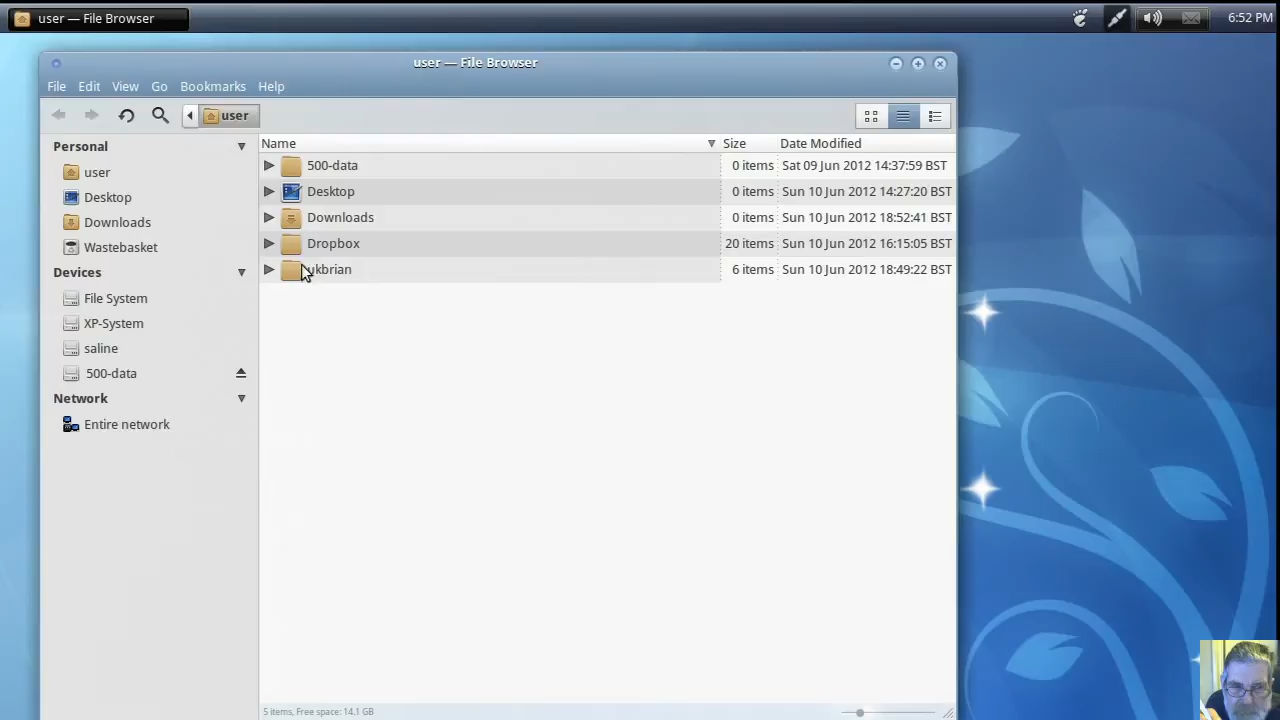 user — File Browser
6:52 PM
user — File Browser
File Edit View Go Bookmarks Help
user
Personal
user
Desktop
Downloads
Wastebasket
Devices
File System
XP-System
saline
500-data
Network
Entire network
Name Size Date Modified
500-data 0 items Sat 09 Jun 2012 14:37:59 BST
Desktop 0 items Sun 10 Jun 2012 14:27:20 BST
Downloads 0 items Sun 10 Jun 2012 18:52:41 BST
Dropbox 20 items Sun 10 Jun 2012 16:15:05 BST
ukbrian 6 items Sun 10 Jun 2012 18:49:22 BST
5 items, Free space: 14.1 GB